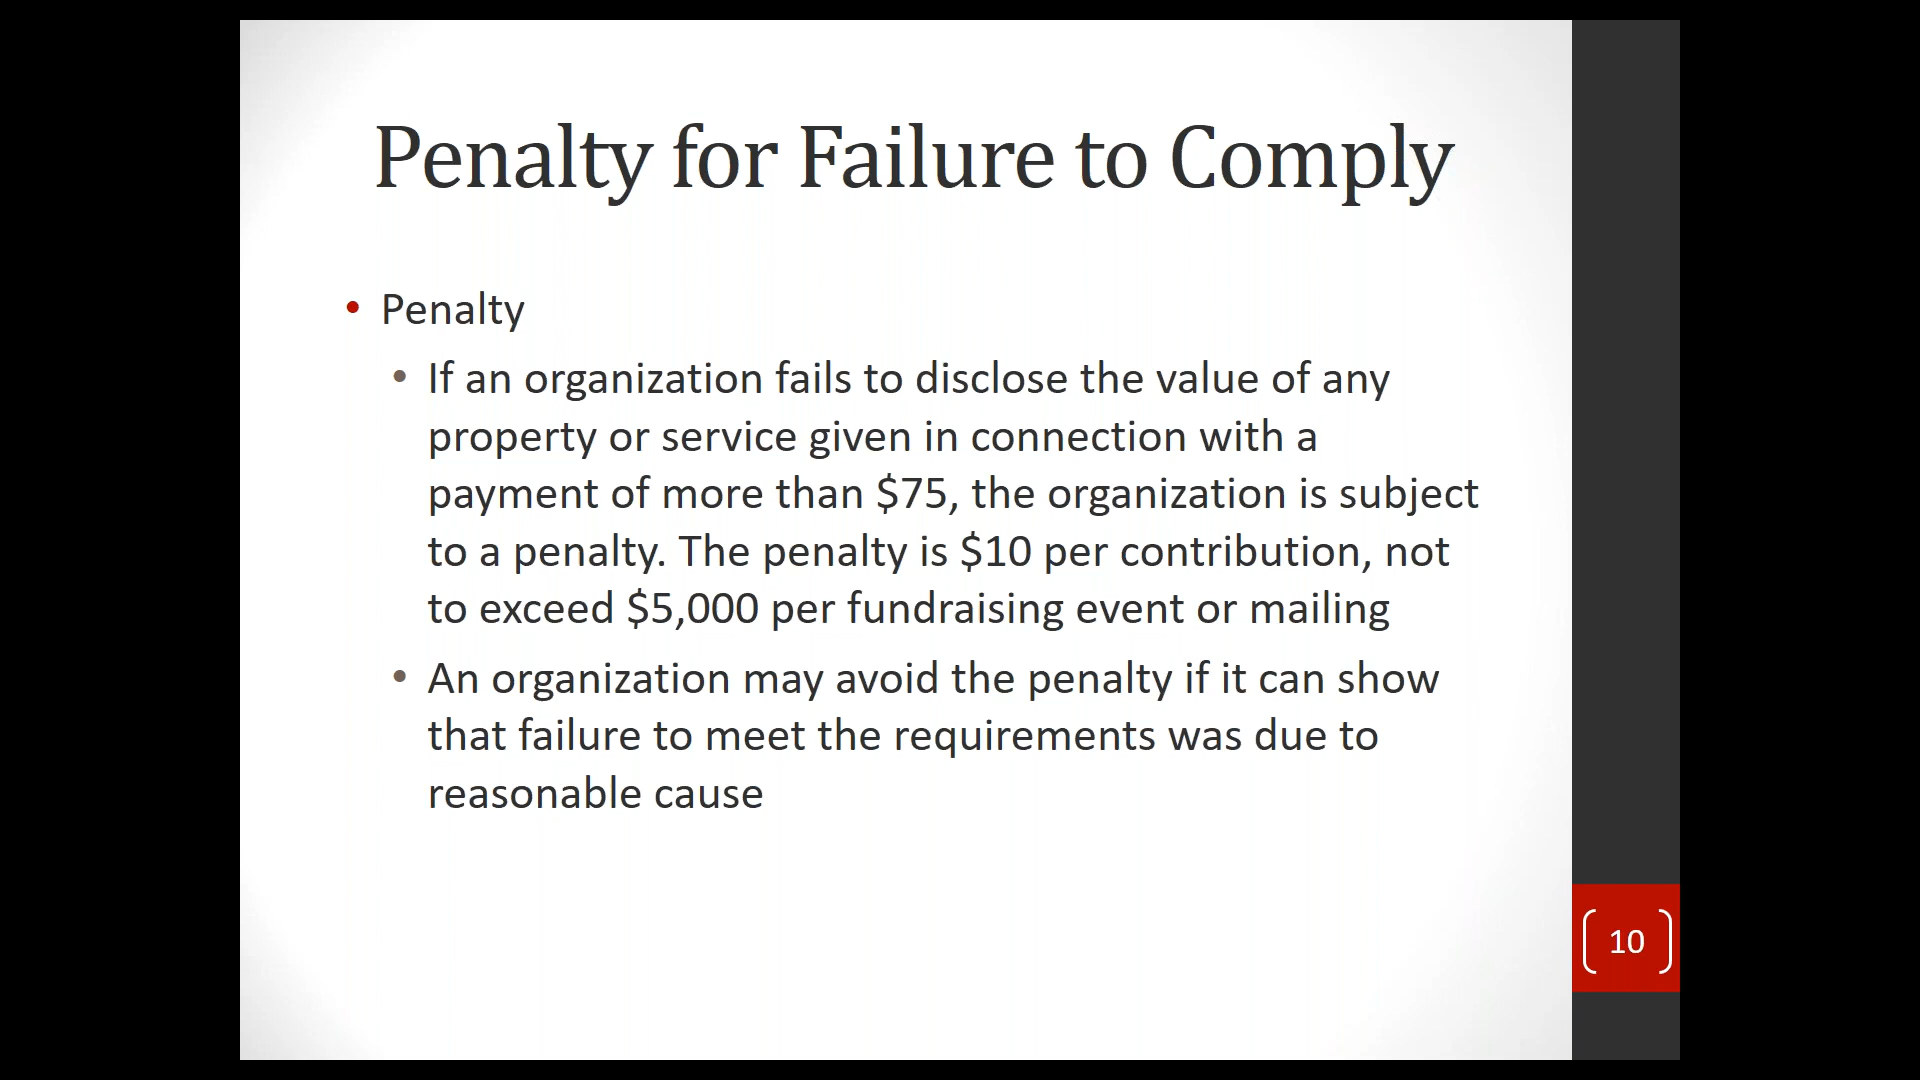 Penalty for Failure to Comply
• Penalty
• If an organization fails to disclose the value of any
property or service given in connection with a
payment of more than $75, the organization is subject
to a penalty. The penalty is $10 per contribution, not
to exceed $5,000 per fundraising event or mailing
• An organization may avoid the penalty if it can show
that failure to meet the requirements was due to
reasonable cause
10